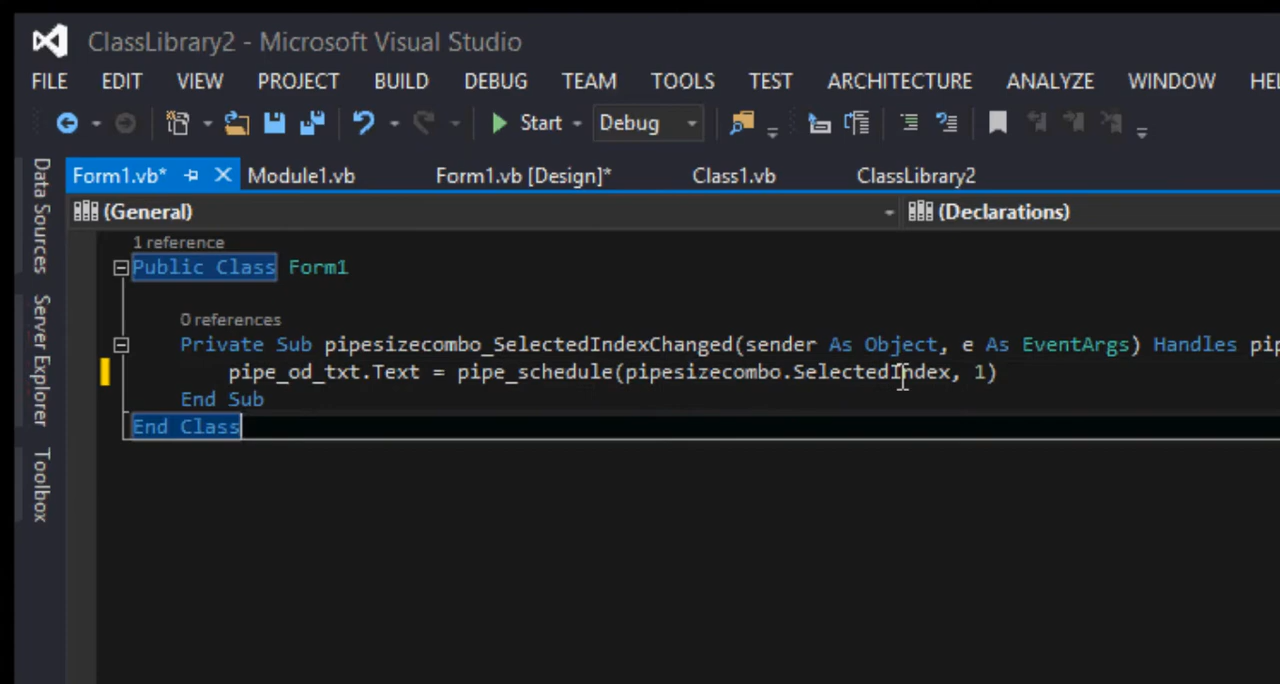 ClassLibrary2 - Microsoft Visual Studio
FILE EDIT VIEW PROJECT BUILD DEBUG TEAM TOOLS TEST ARCHITECTURE ANALYZE WINDOW HEL
Start Debug
Form1.vb* Module1.vb Form1.vb [Design]* Class1.vb ClassLibrary2
(General) (Declarations)
Data Sources
Server Explorer
Toolbox
1 reference
Public Class Form1
0 references
Private Sub pipesizecombo_SelectedIndexChanged(sender As Object, e As EventArgs) Handles pip
pipe_od_txt.Text = pipe_schedule(pipesizecombo.SelectedIndex, 1)
End Sub
End Class